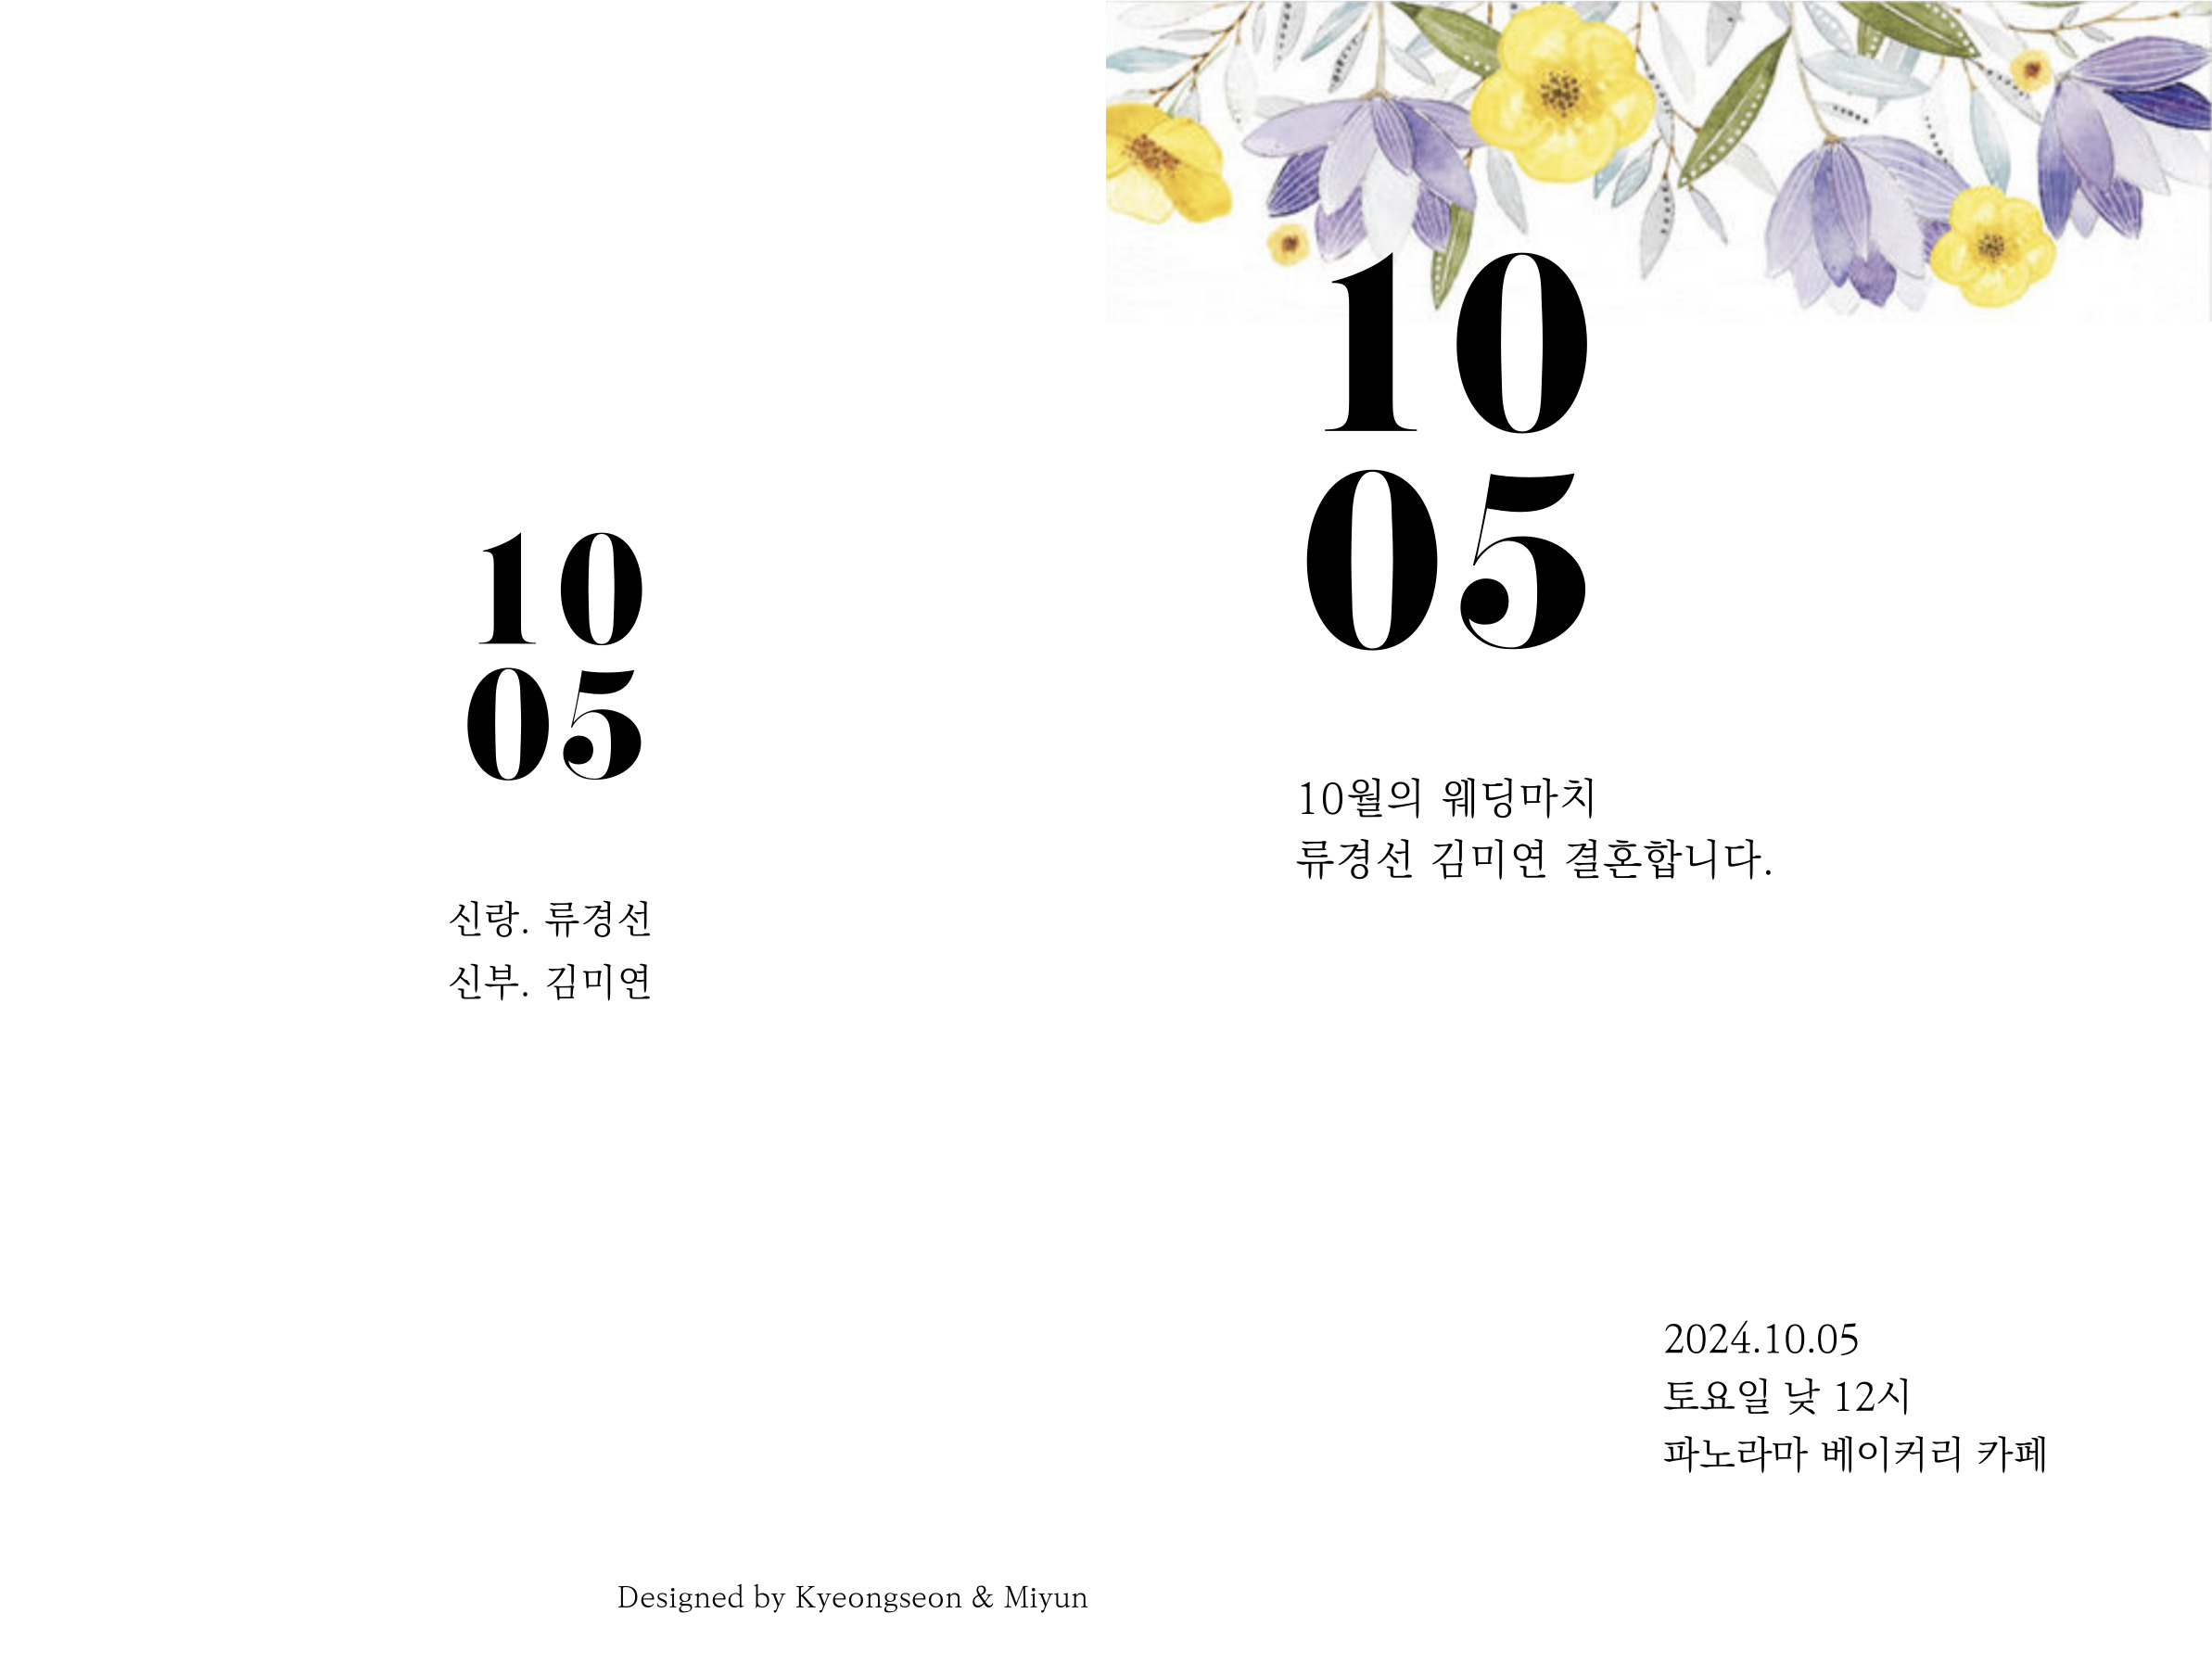 10
05
신랑. 류경선
신부. 김미연
Designed by Kyeongseon & Miyun
10
05
10월의 웨딩마치
류경선 김미연 결혼합니다.
2024.10.05
토요일 낮 12시
파노라마 베이커리 카페